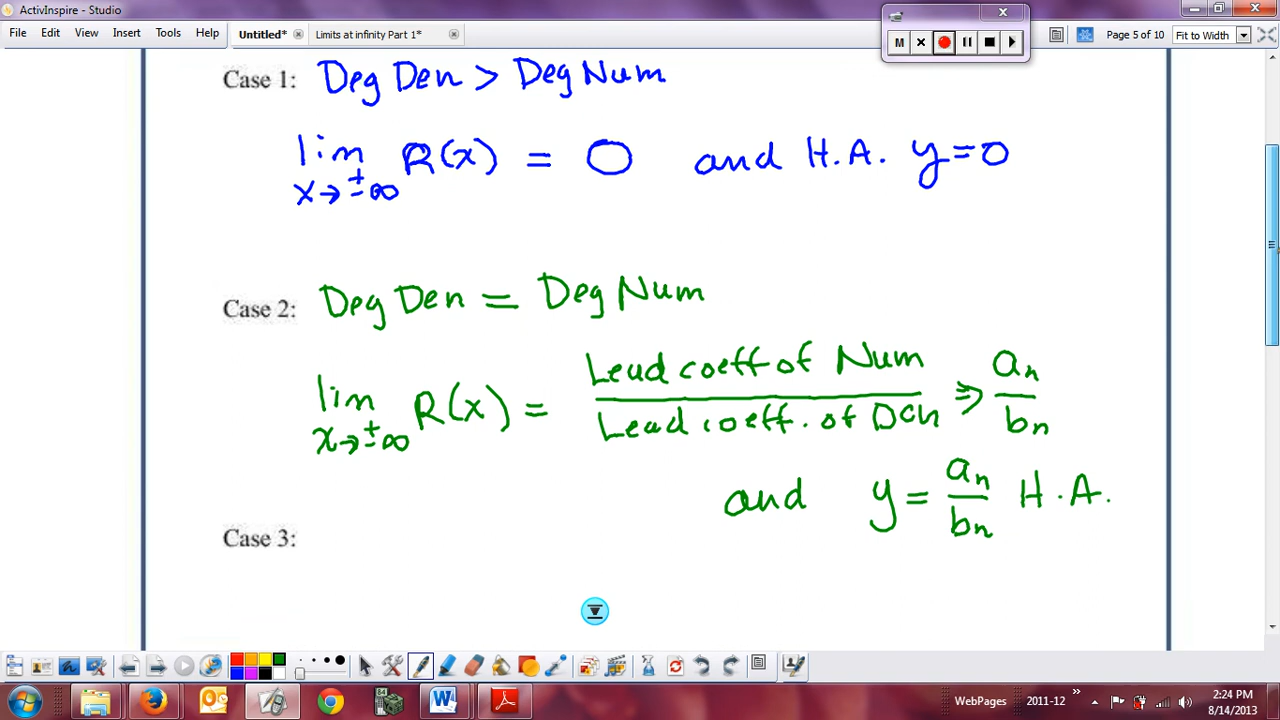 ActivInspire - Studio
File Edit View Insert Tools Help Untitled* Limits at infinity Part 1* Page 5 of 10 Fit to Width
M
Case 1: Deg Den > Deg Num
lim R(x) = 0 and H.A. y=0
x→±∞
Case 2: Deg Den = Deg Num
lim R(x) = Lead coeff of Num / Lead coeff. of Den ⇒ an / bn
x→±∞
and y = an / bn H.A.
Case 3:
WebPages 2011-12 » 2:24 PM
8/14/2013